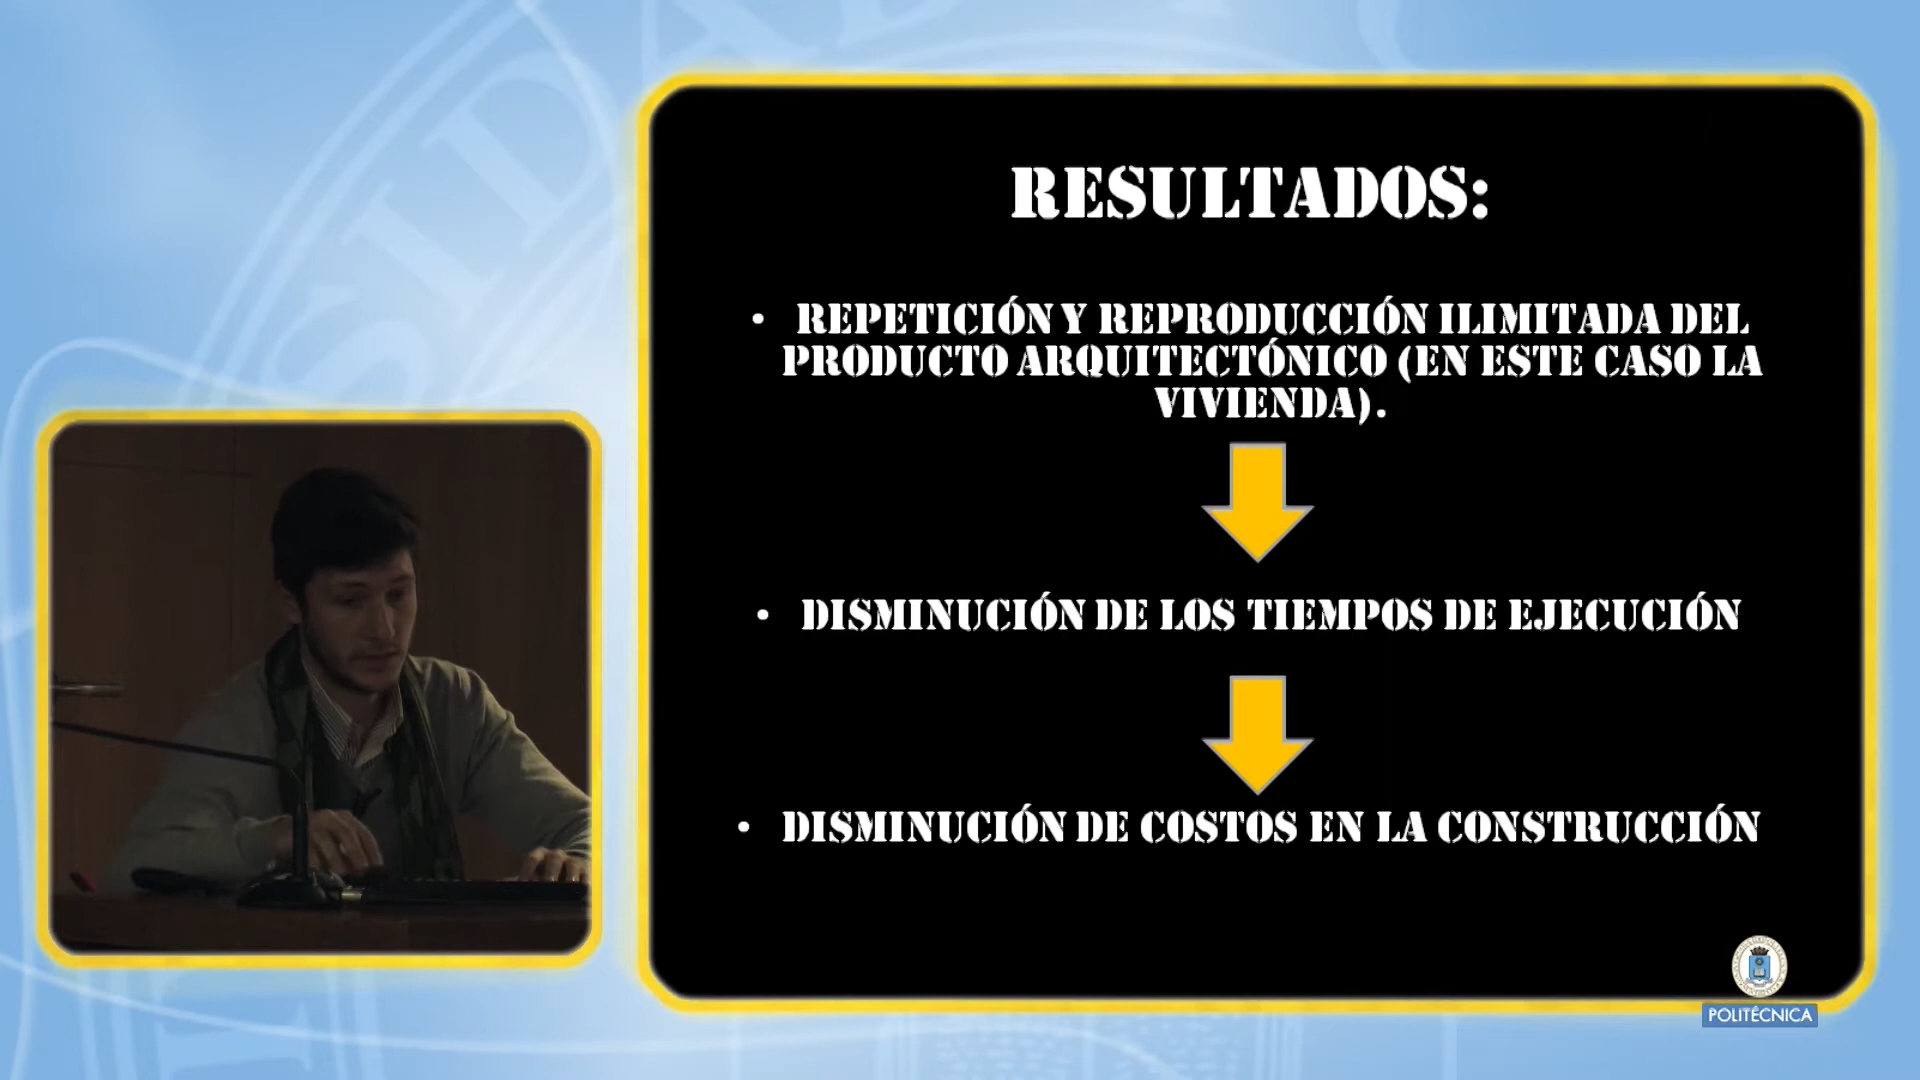 RESULTADOS:
• REPETICIÓN Y REPRODUCCIÓN ILIMITADA DEL
PRODUCTO ARQUITECTÓNICO (EN ESTE CASO LA
VIVIENDA).
• DISMINUCIÓN DE LOS TIEMPOS DE EJECUCIÓN
• DISMINUCIÓN DE COSTOS EN LA CONSTRUCCIÓN
POLITÉCNICA